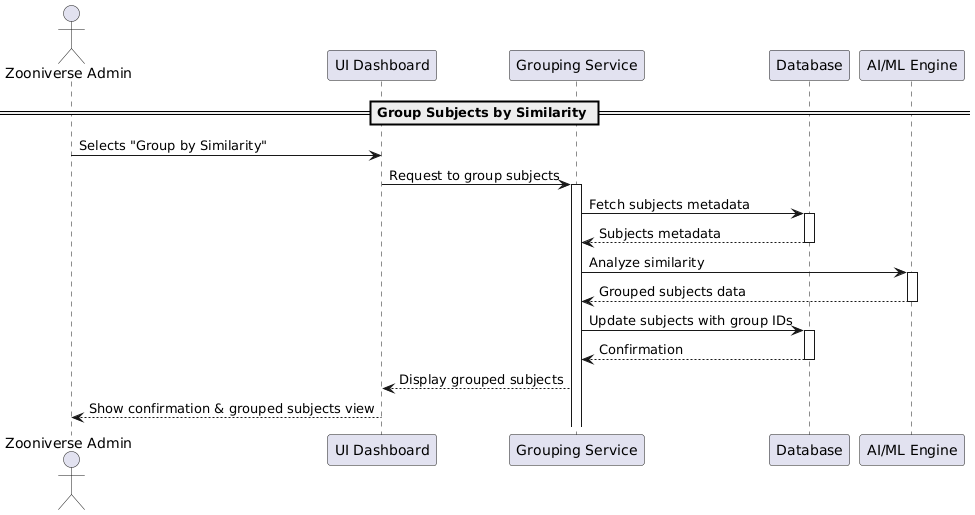 Zooniverse Admin
UI Dashboard
Grouping Service
Database
AI/ML Engine
Group Subjects by Similarity
Selects "Group by Similarity"
Request to group subjects
Fetch subjects metadata
Subjects metadata
Analyze similarity
Grouped subjects data
Update subjects with group IDs
Confirmation
Display grouped subjects
Show confirmation & grouped subjects view
Zooniverse Admin
UI Dashboard
Grouping Service
Database
AI/ML Engine